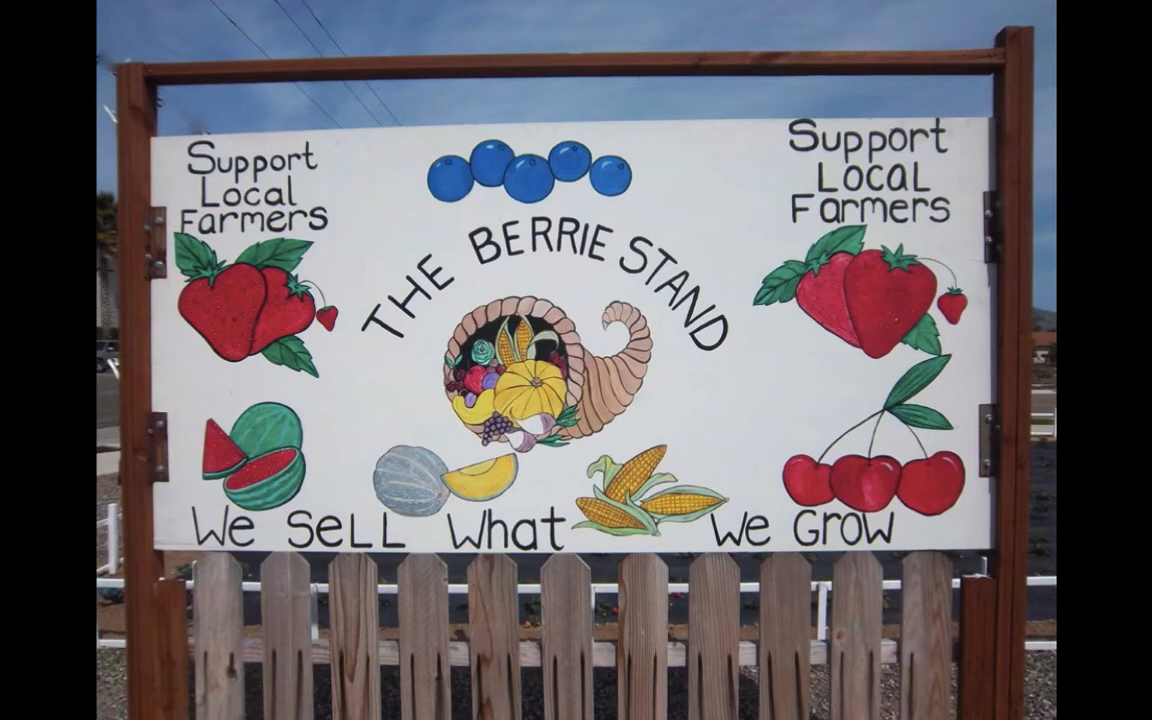 Support
Local
Farmers
THE BERRIE STAND
Support
Local
Farmers
We Sell What We Grow